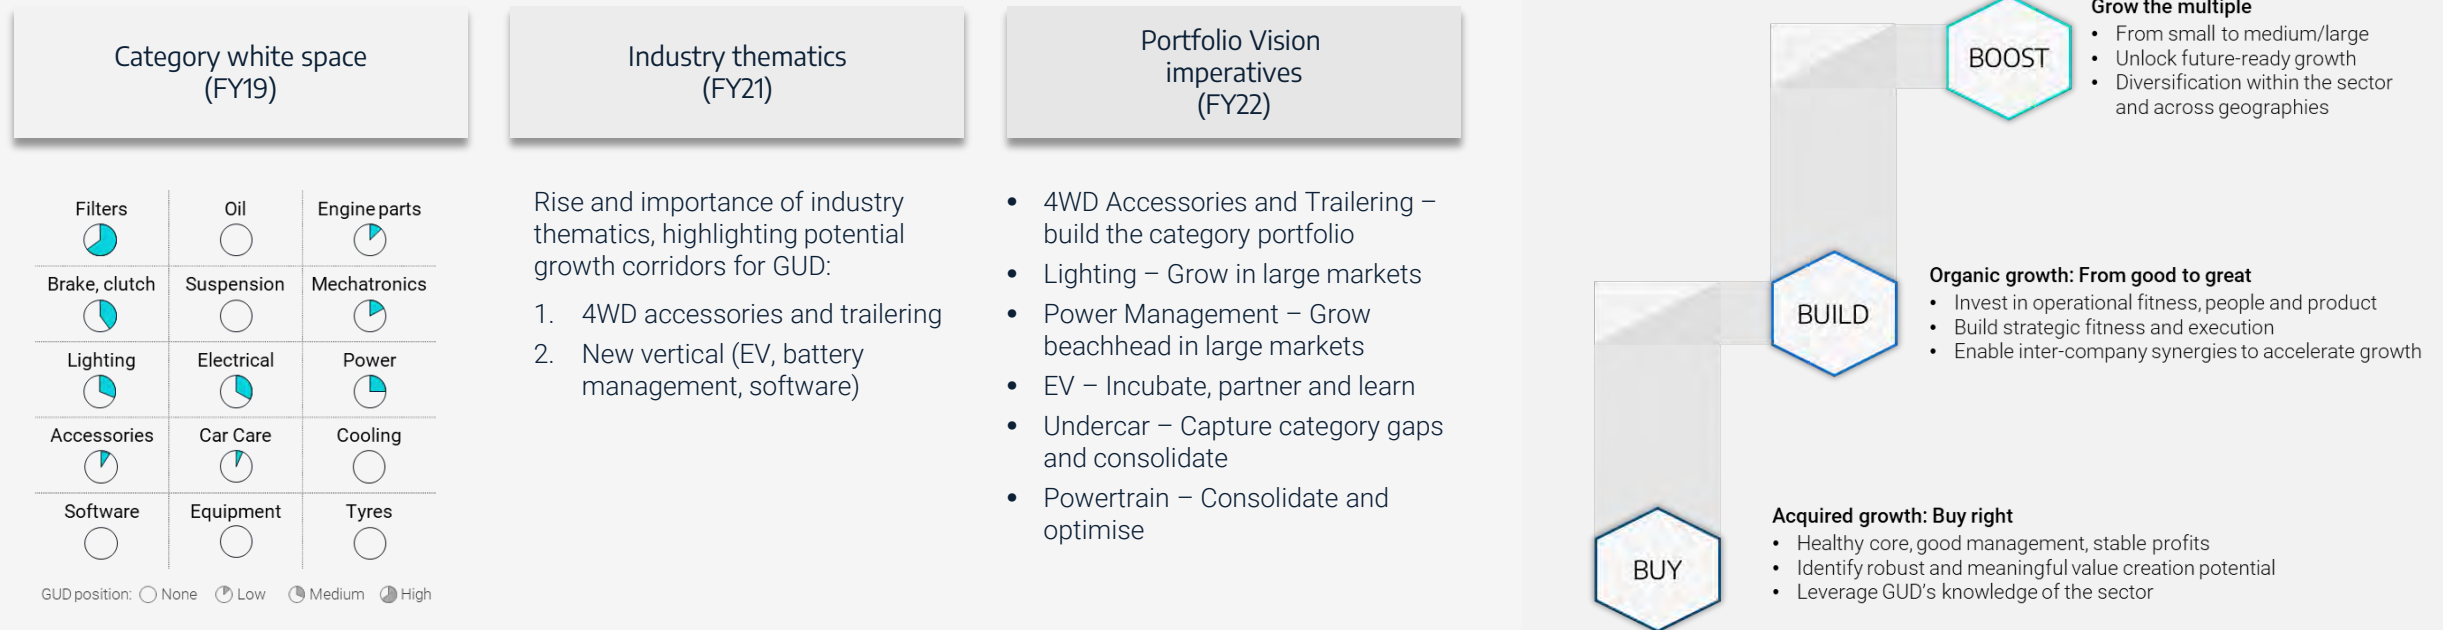 Category white space
(FY19)
Filters
Oil
Engine parts
Brake, clutch
Suspension
Mechatronics
Lighting
Electrical
Power
Accessories
Car Care
Cooling
Software
Equipment
Tyres
GUD position: None Low Medium High
Industry thematics
(FY21)
Rise and importance of industry
thematics, highlighting potential
growth corridors for GUD:
1. 4WD accessories and trailering
2. New vertical (EV, battery
management, software)
Portfolio Vision
imperatives
(FY22)
• 4WD Accessories and Trailering –
build the category portfolio
• Lighting – Grow in large markets
• Power Management – Grow
beachhead in large markets
• EV – Incubate, partner and learn
• Undercar – Capture category gaps
and consolidate
• Powertrain – Consolidate and
optimise
BOOST
Grow the multiple
• From small to medium/large
• Unlock future-ready growth
• Diversification within the sector
and across geographies
BUILD
Organic growth: From good to great
• Invest in operational fitness, people and product
• Build strategic fitness and execution
• Enable inter-company synergies to accelerate growth
BUY
Acquired growth: Buy right
• Healthy core, good management, stable profits
• Identify robust and meaningful value creation potential
• Leverage GUD's knowledge of the sector